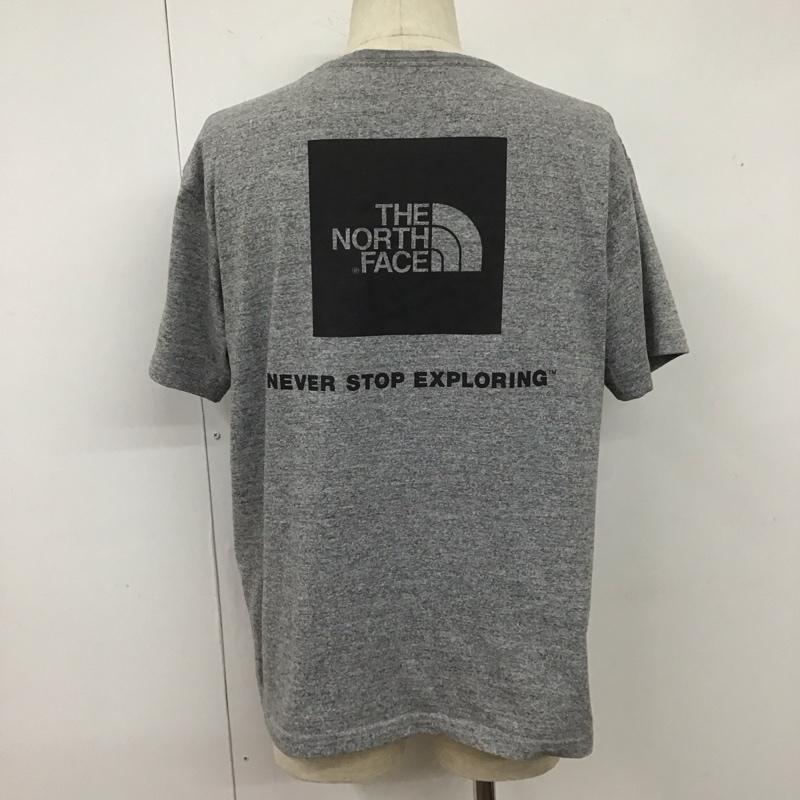 THE
NORTH
FACE
®
NEVER STOP EXPLORING™